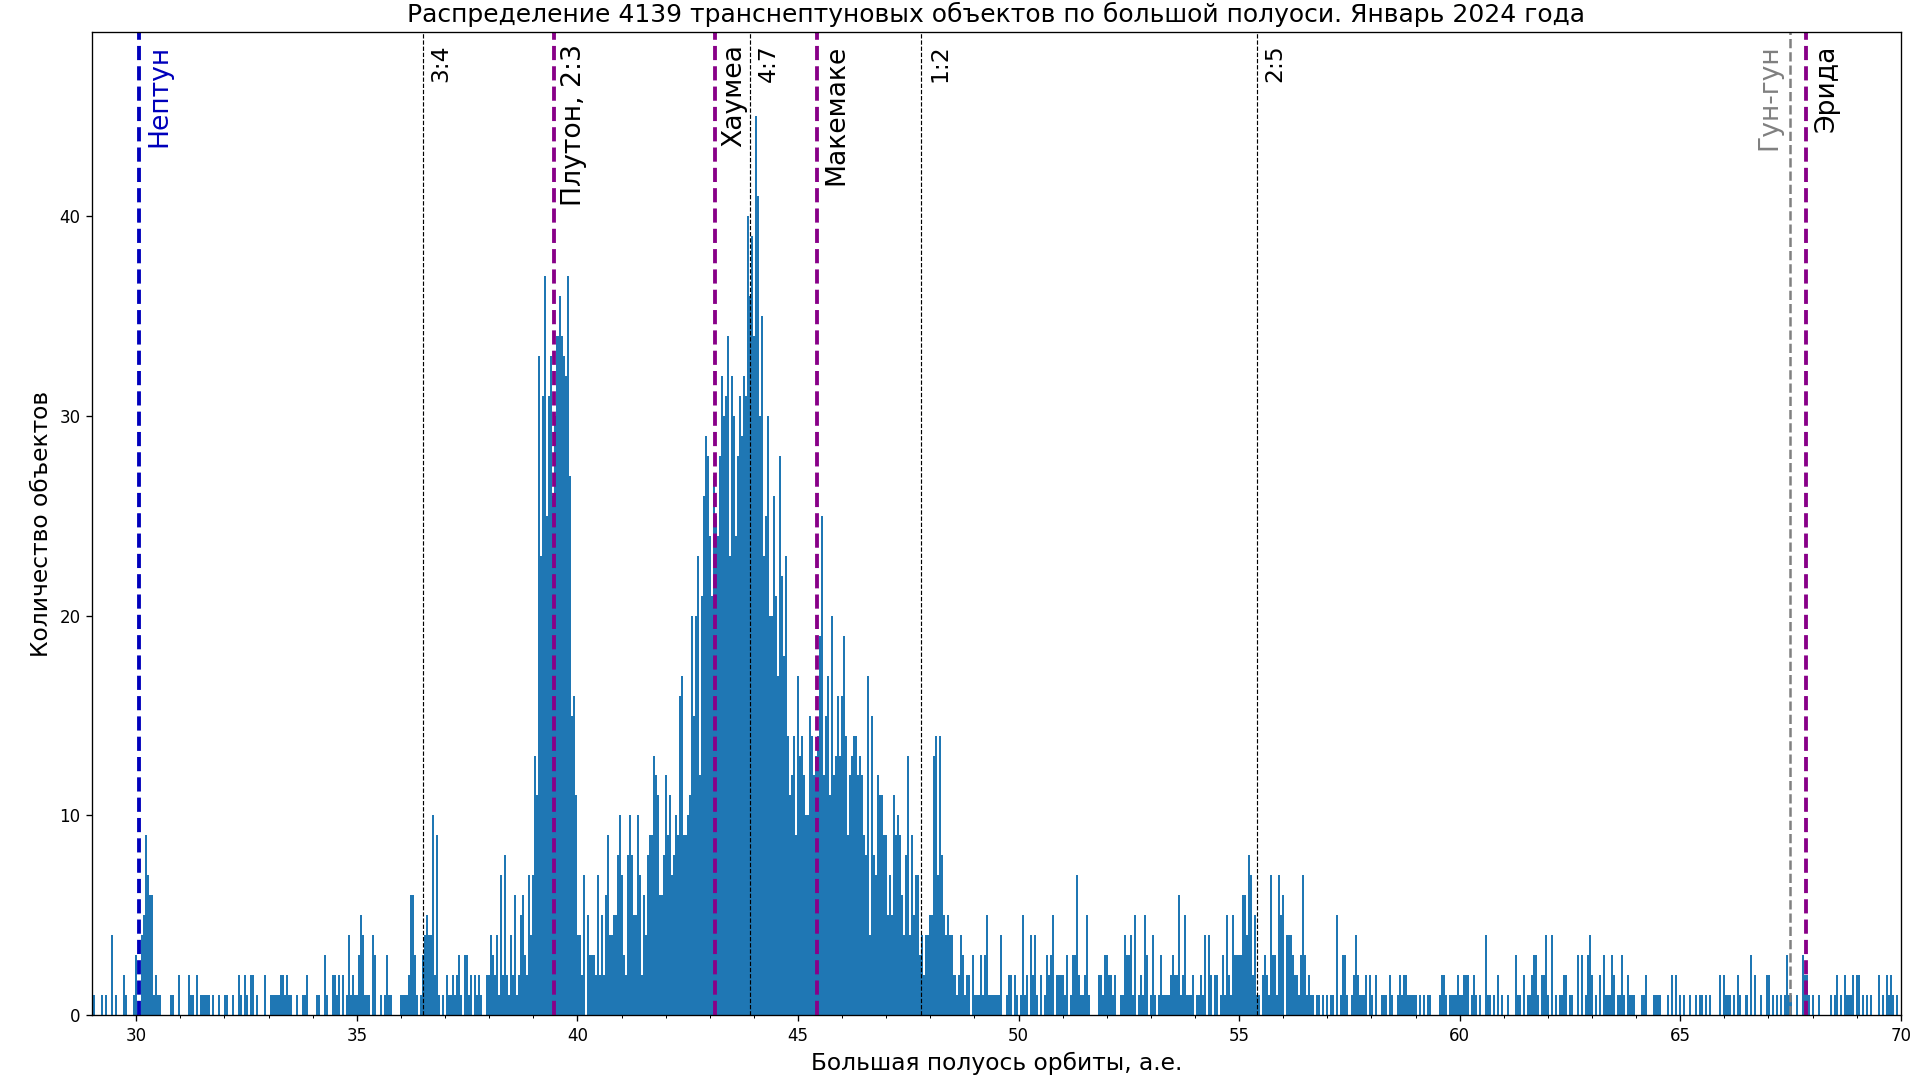 Распределение 4139 транснептуновых объектов по большой полуоси. Январь 2024 года
Нептун
3:4
Плутон, 2:3
Хаумеа
4:7
Макемаке
1:2
2:5
Гун-гун
Эрида
Количество объектов
40
30
20
10
0
30 35 40 45 50 55 60 65 70
Большая полуось орбиты, а.е.